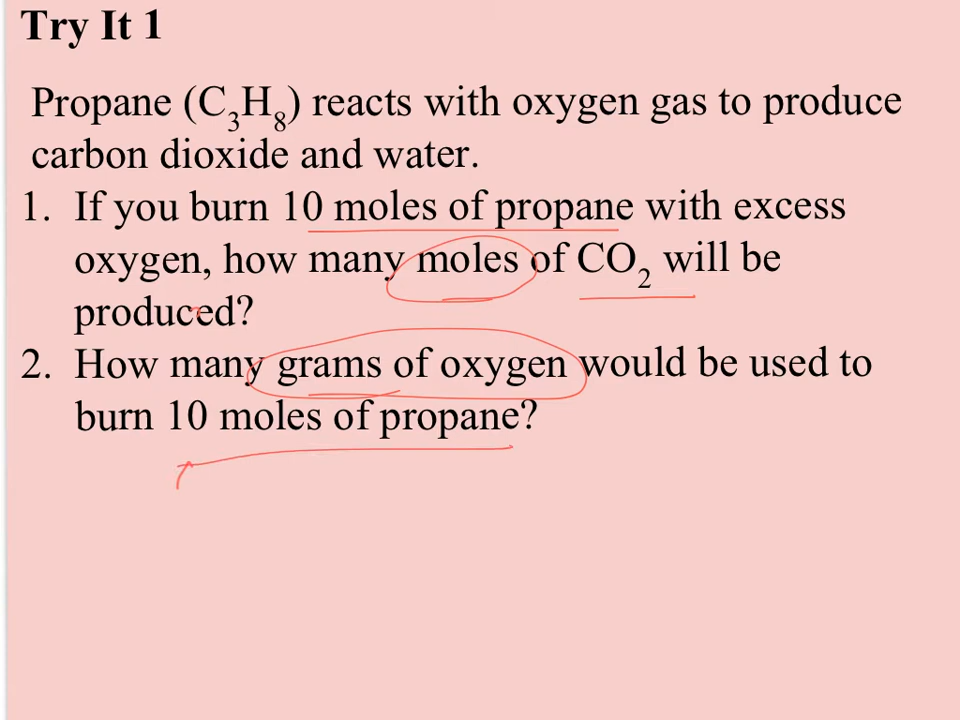 Try It 1
Propane (C₃H₈) reacts with oxygen gas to produce
carbon dioxide and water.
1. If you burn 10 moles of propane with excess
oxygen, how many moles of CO₂ will be
produced?
2. How many grams of oxygen would be used to
burn 10 moles of propane?